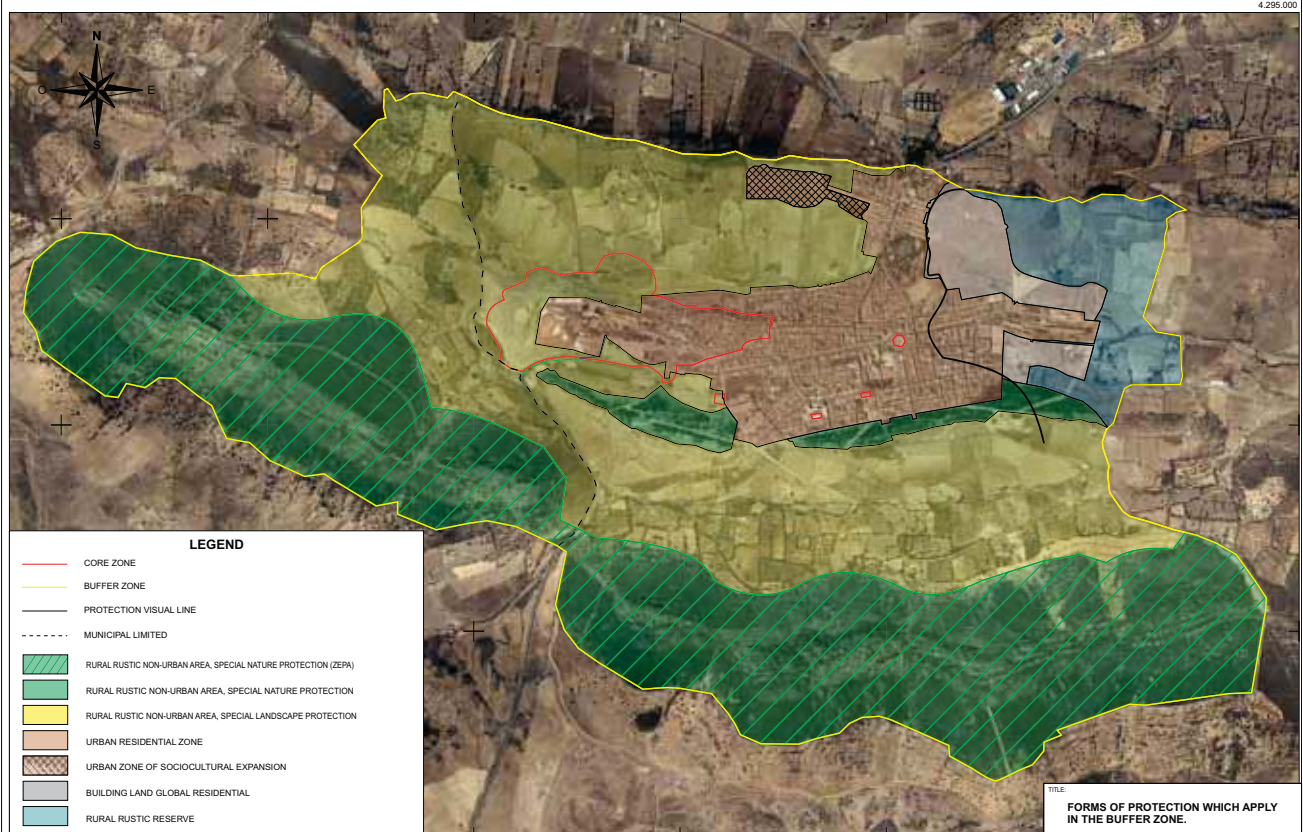 4.295.000
N
O
E
S
LEGEND
CORE ZONE
BUFFER ZONE
PROTECTION VISUAL LINE
MUNICIPAL LIMITED
RURAL RUSTIC NON-URBAN AREA, SPECIAL NATURE PROTECTION (ZEPA)
RURAL RUSTIC NON-URBAN AREA, SPECIAL NATURE PROTECTION
RURAL RUSTIC NON-URBAN AREA, SPECIAL LANDSCAPE PROTECTION
URBAN RESIDENTIAL ZONE
URBAN ZONE OF SOCIOCULTURAL EXPANSION
BUILDING LAND GLOBAL RESIDENTIAL
RURAL RUSTIC RESERVE
TITLE:
FORMS OF PROTECTION WHICH APPLY
IN THE BUFFER ZONE.